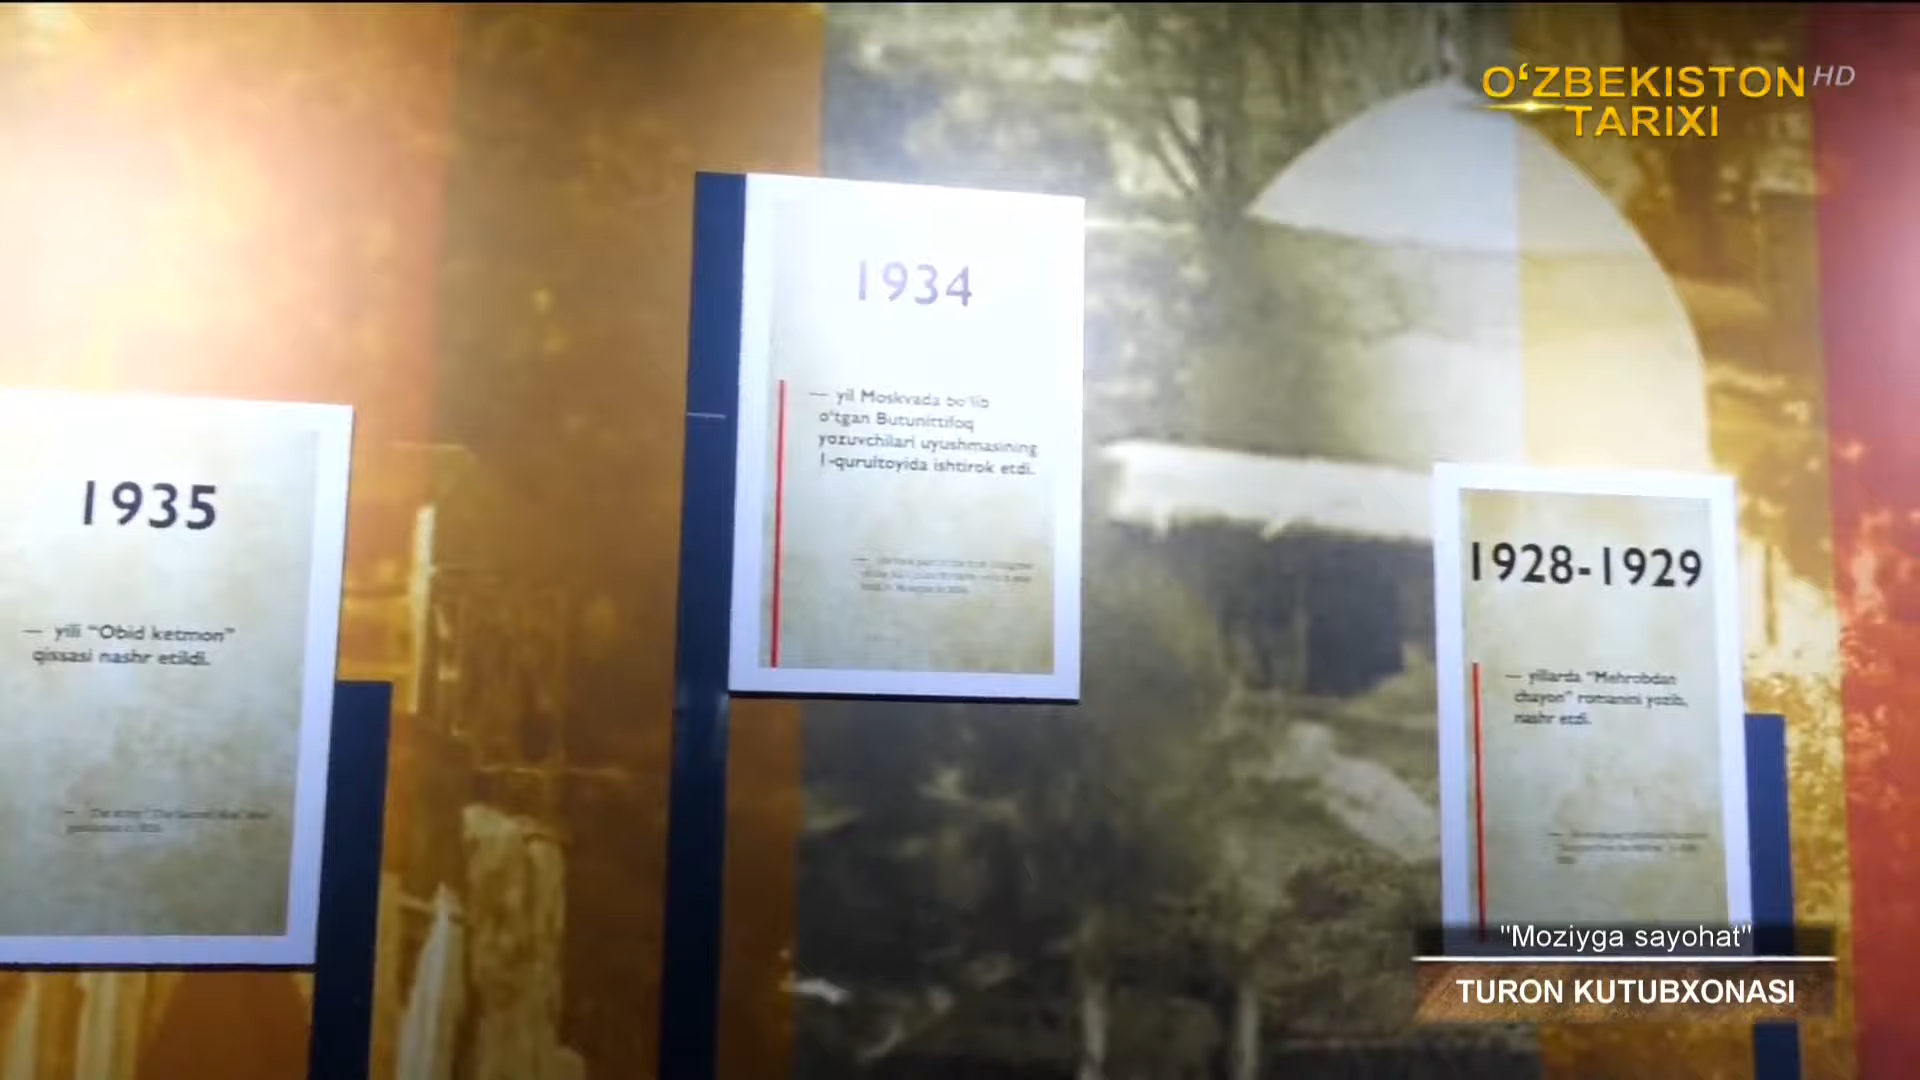 O‘ZBEKISTON HD
TARIXI
1935
— yili “Obid ketmon”
qissasi nashr etildi.
1934
— yil Moskvada bo‘lib
o‘tgan Butunittifoq
yozuvchilari uyushmasining
1-qurultoyida ishtirok etdi.
1928-1929
— yillarda “Mehrobdan
chayon” romanini yozib,
nashr etdi.
"Moziyga sayohat"
TURON KUTUBXONASI